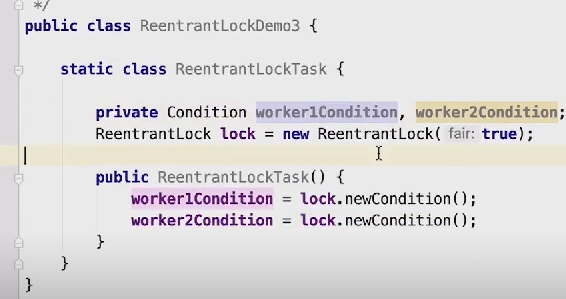 */
public class ReentrantLockDemo3 {
static class ReentrantLockTask {
private Condition worker1Condition, worker2Condition;
ReentrantLock lock = new ReentrantLock( fair: true);
public ReentrantLockTask() {
worker1Condition = lock.newCondition();
worker2Condition = lock.newCondition();
}
}
}